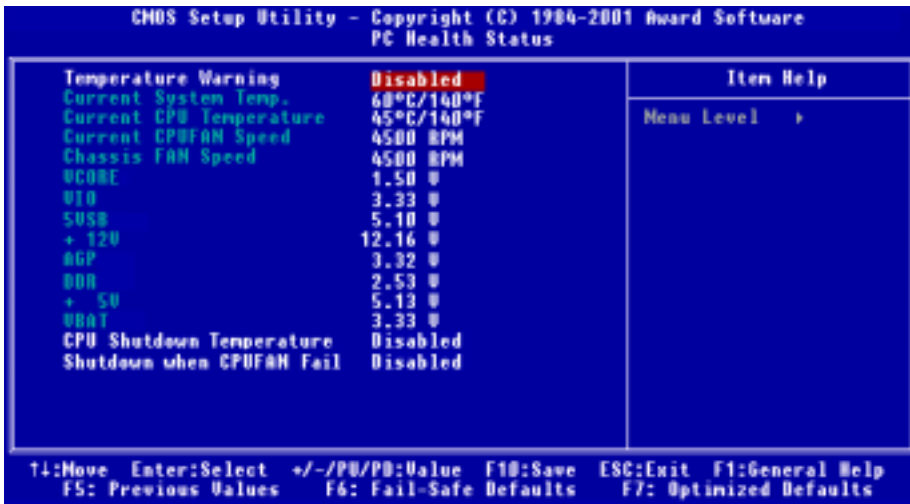 CMOS Setup Utility - Copyright (C) 1984-2001 Award Software
PC Health Status
Temperature Warning Disabled
Current System Temp. 60°C/140°F
Current CPU Temperature 45°C/140°F
Current CPUFAN Speed 4500 RPM
Chassis FAN Speed 4500 RPM
VCORE 1.50 V
VIO 3.33 V
5VSB 5.10 V
+ 12V 12.16 V
AGP 3.32 V
DDR 2.53 V
+ 5V 5.13 V
VBAT 3.33 V
CPU Shutdown Temperature Disabled
Shutdown when CPUFAN Fail Disabled
Item Help
Menu Level ▸
↑↓:Move Enter:Select +/-/PU/PD:Value F10:Save ESC:Exit F1:General Help
F5: Previous Values F6: Fail-Safe Defaults F7: Optimized Defaults